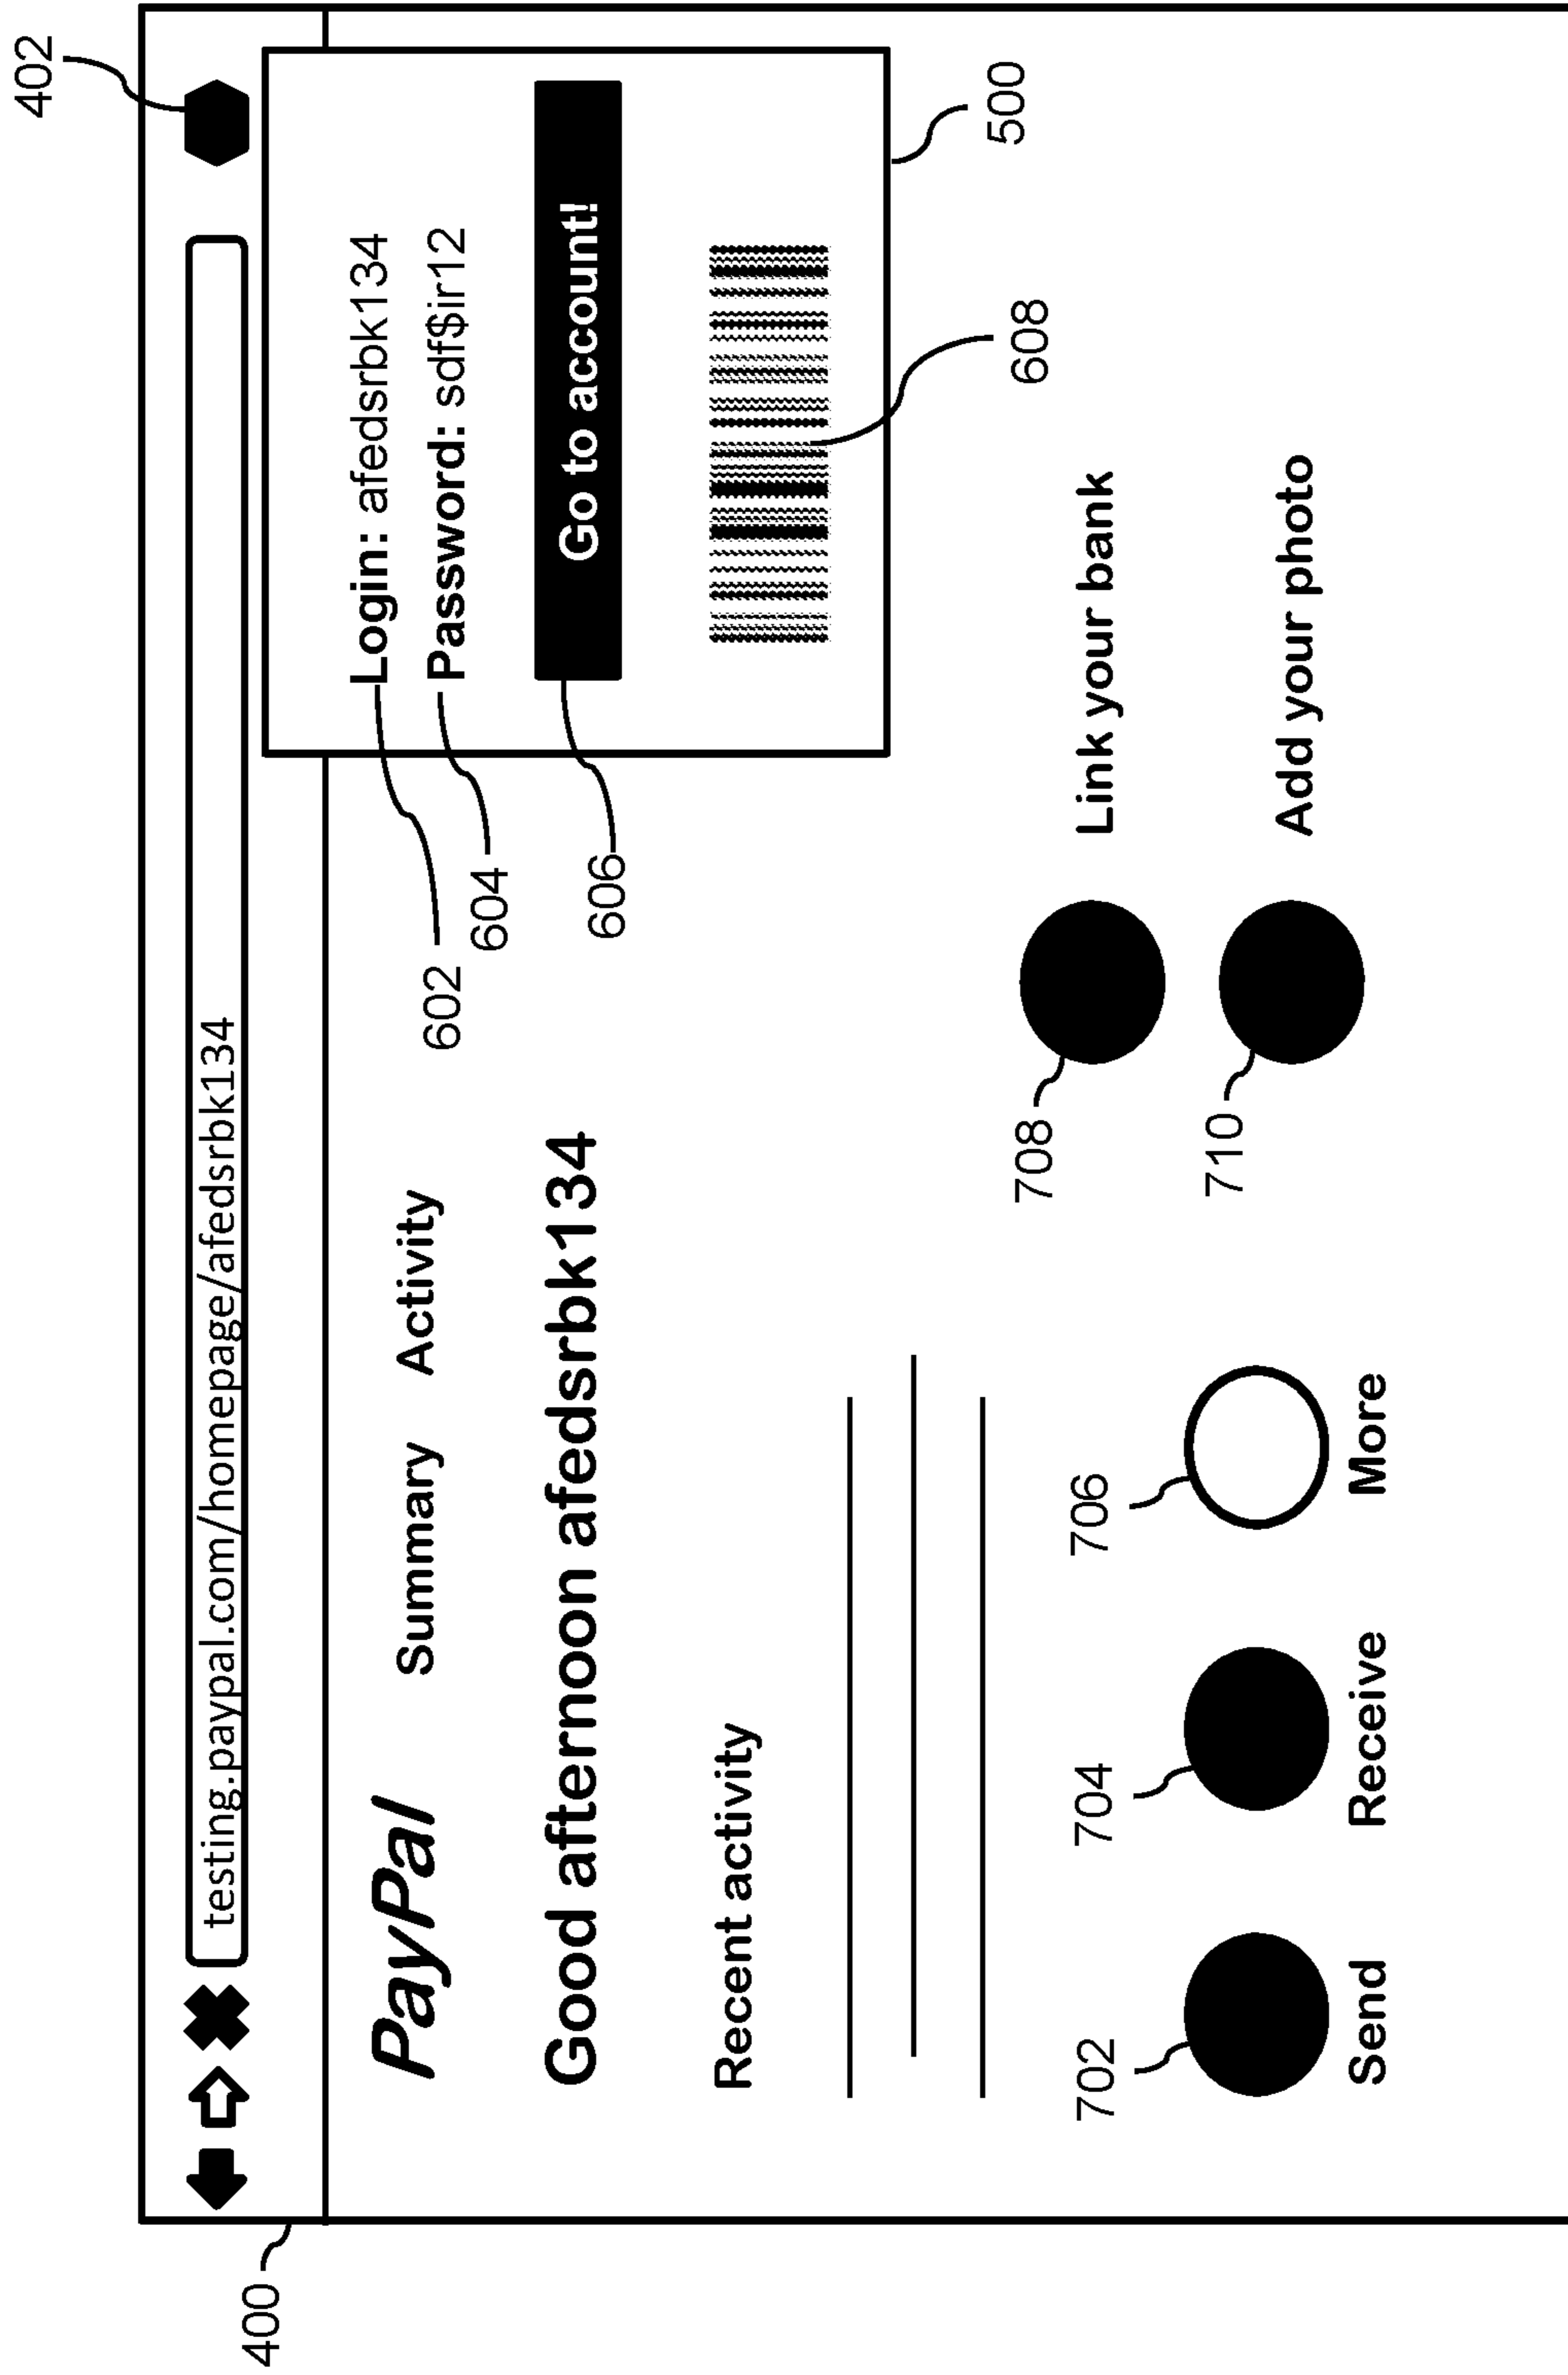 402
testing.paypal.com/homepage/afedsrbk134
400
PayPal Summary Activity
Login: afedsrbk134
602
Password: sdf$ir12
604
Good afternoon afedsrbk134
Go to account!
606
Recent activity
500
608
702
704
706
708
Link your bank
710
Add your photo
Send
Receive
More